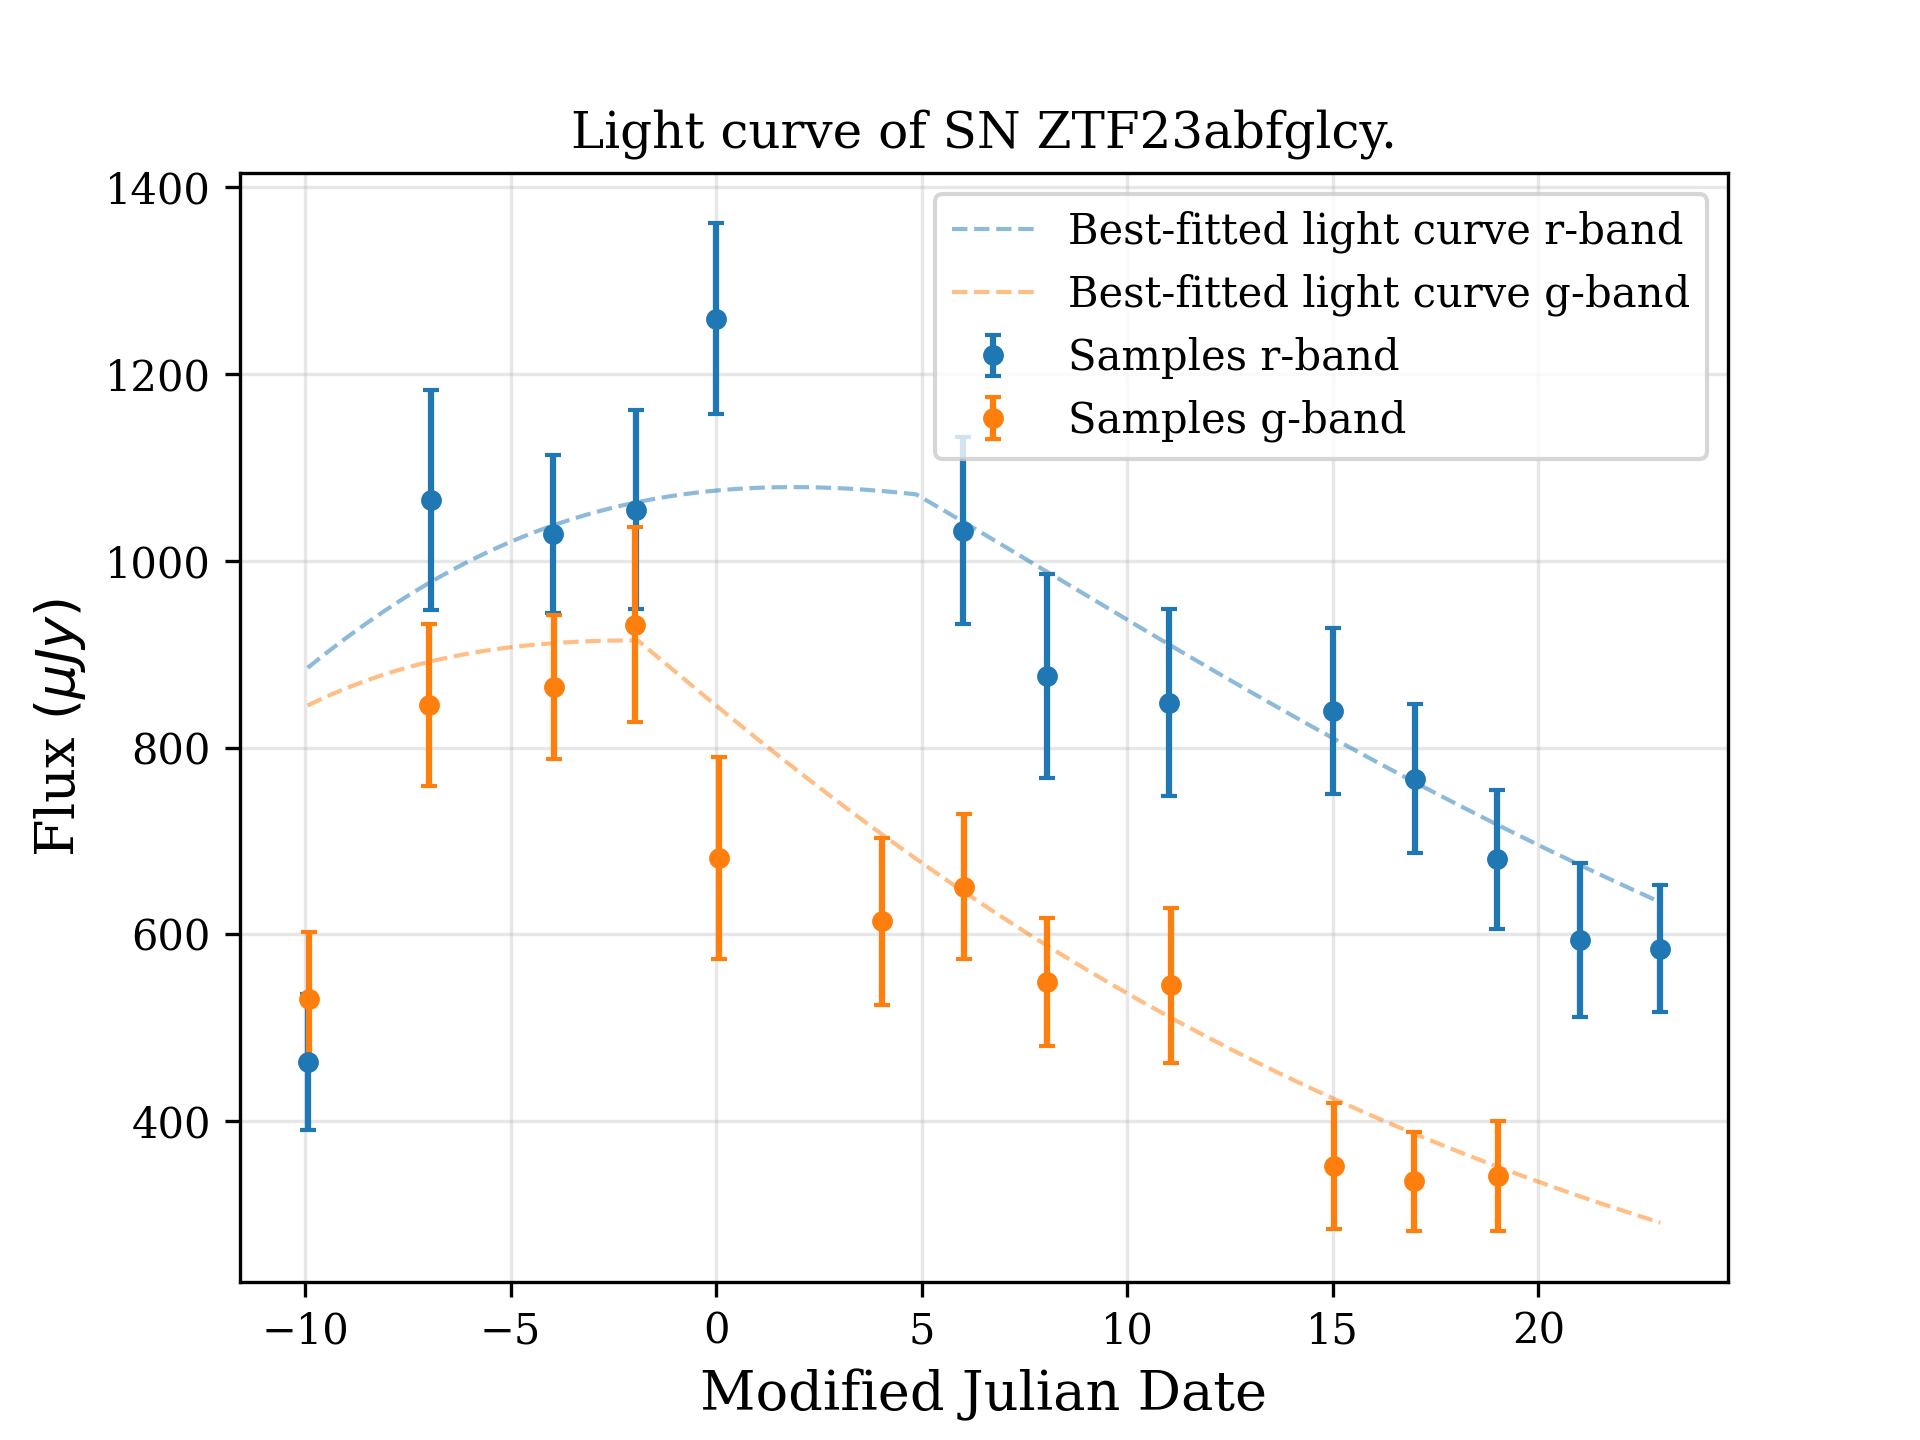 Light curve of SN ZTF23abfglcy.
1400
1200
1000
800
600
400
Flux (μJy)
Best-fitted light curve r-band
Best-fitted light curve g-band
Samples r-band
Samples g-band
−10 −5 0 5 10 15 20
Modified Julian Date